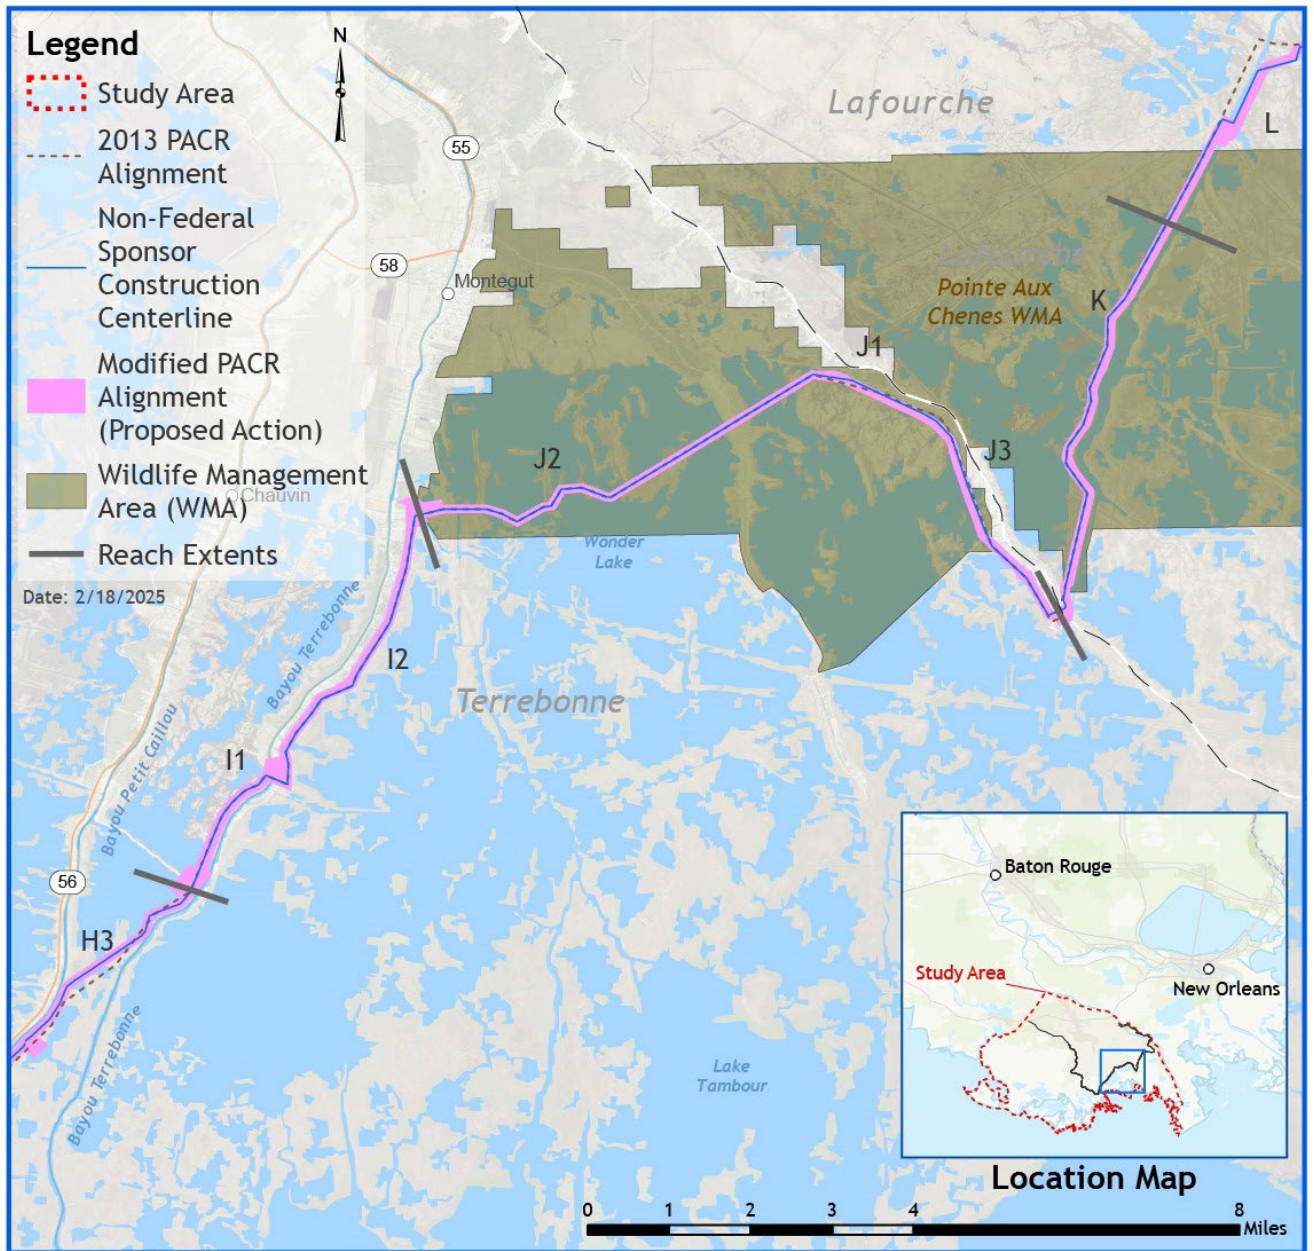 Legend
Study Area
2013 PACR
Alignment
Non-Federal
Sponsor
Construction
Centerline
Modified PACR
Alignment
(Proposed Action)
Wildlife Management
Area (WMA)
Reach Extents
Date: 2/18/2025
N
55
58
Montegut
Chauvin
Lafourche
L
Lafourche
Pointe Aux
Chenes WMA
K
J1
J2
J3
Wonder
Lake
Bayou Terrebonne
I2
Terrebonne
I1
Bayou Petit Caillou
56
H3
Bayou Terrebonne
Lake
Tambour
Baton Rouge
Study Area
New Orleans
Location Map
0 1 2 3 4 8
Miles